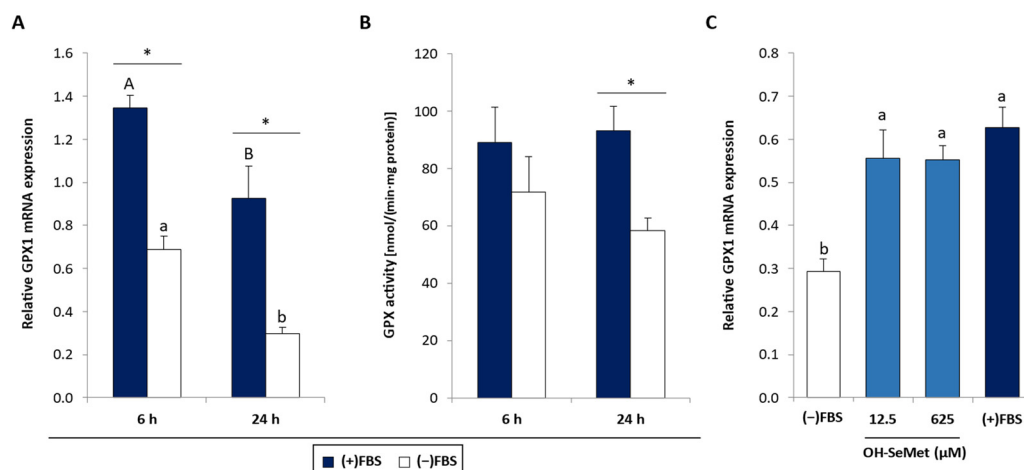 A
Relative GPX1 mRNA expression
1.6
1.4
1.2
1.0
0.8
0.6
0.4
0.2
0.0
*
A
a
*
B
b
6 h
24 h
B
GPX activity [nmol/(min·mg protein)]
120
100
80
60
40
20
0
*
6 h
24 h
(+)FBS
(−)FBS
C
Relative GPX1 mRNA expression
0.8
0.7
0.6
0.5
0.4
0.3
0.2
0.1
0.0
b
a
a
a
(−)FBS
12.5
625
(+)FBS
OH-SeMet (µM)